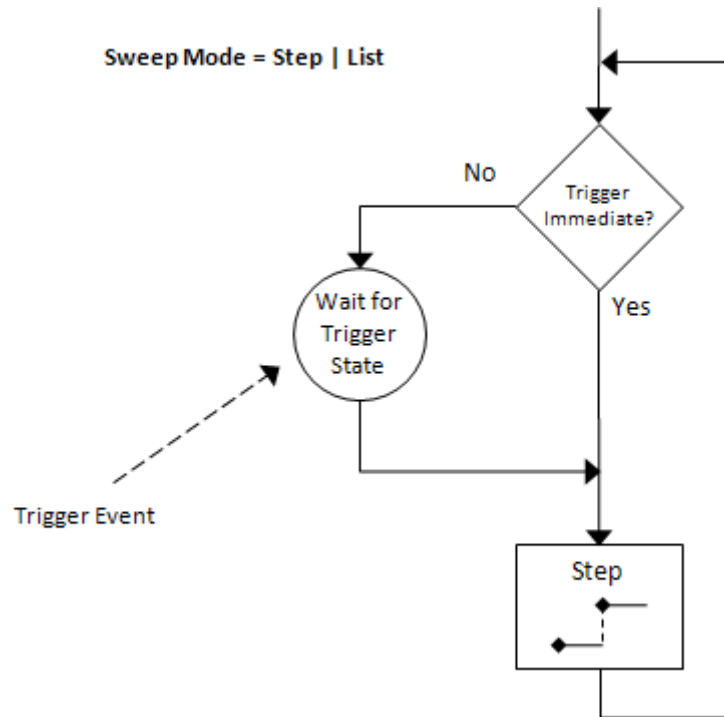 Sweep Mode = Step | List
No
Trigger
Immediate?
Wait for
Trigger
State
Yes
Trigger Event
Step